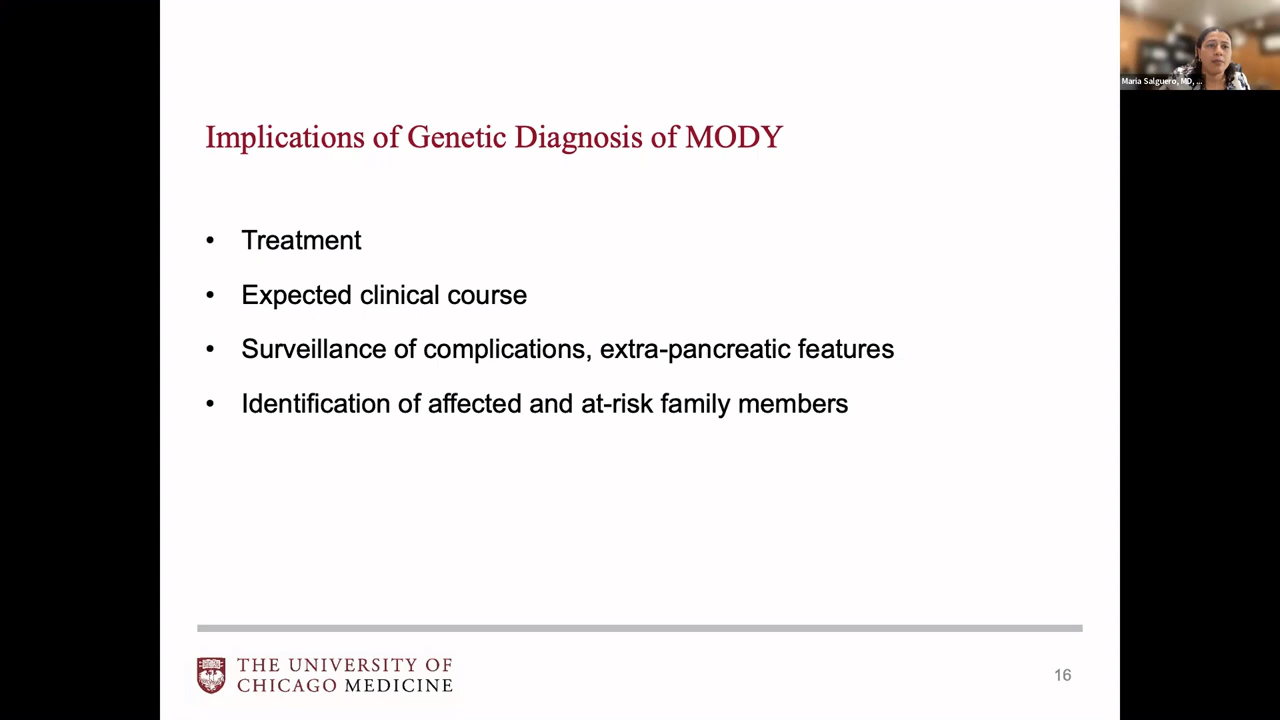 Maria Salguero, MD, ...
Implications of Genetic Diagnosis of MODY
• Treatment
• Expected clinical course
• Surveillance of complications, extra-pancreatic features
• Identification of affected and at-risk family members
THE UNIVERSITY OF
CHICAGO MEDICINE
16